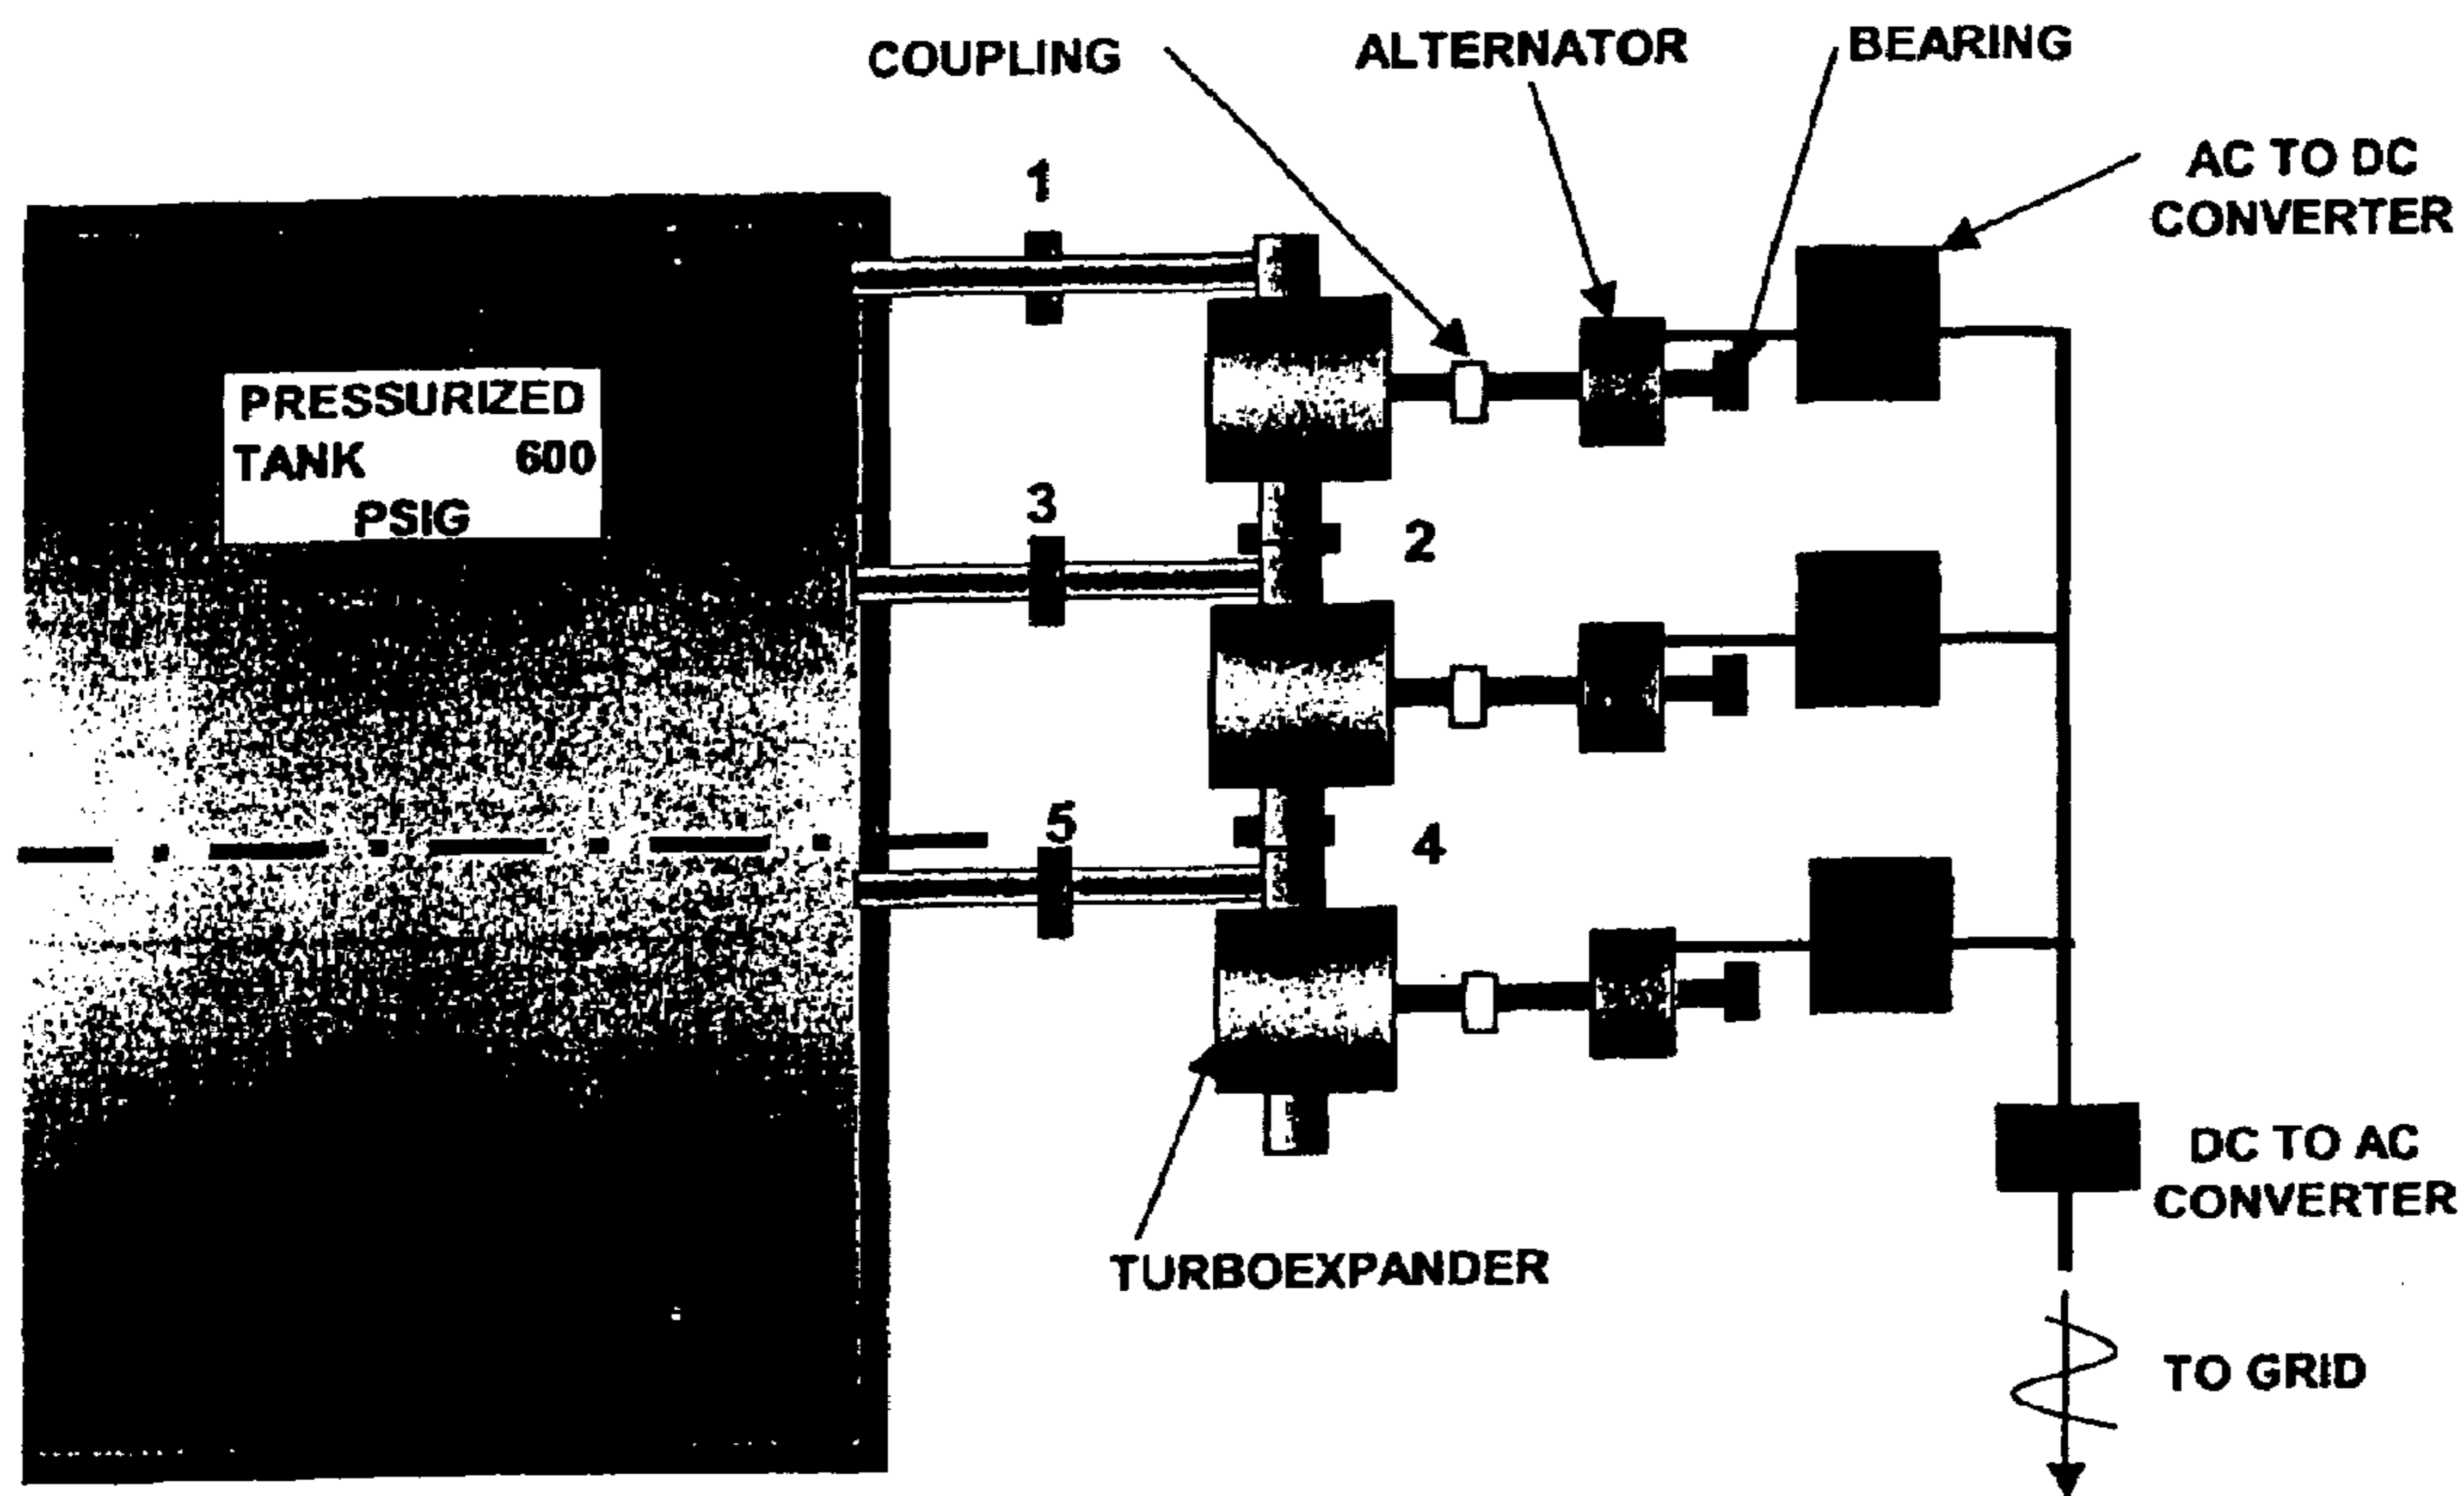 COUPLING
ALTERNATOR
BEARING
AC TO DC
CONVERTER
1
PRESSURIZED
TANK 600
PSIG
3
2
5
4
DC TO AC
CONVERTER
TURBOEXPANDER
TO GRID